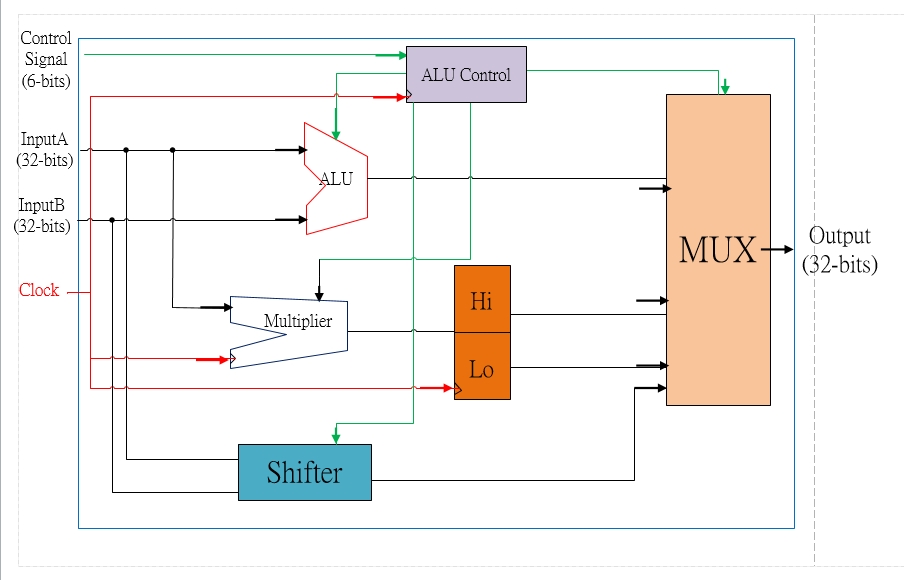 Control
Signal
(6-bits)
ALU Control
InputA
(32-bits)
ALU
InputB
(32-bits)
MUX
Output
(32-bits)
Clock
Hi
Multiplier
Lo
Shifter